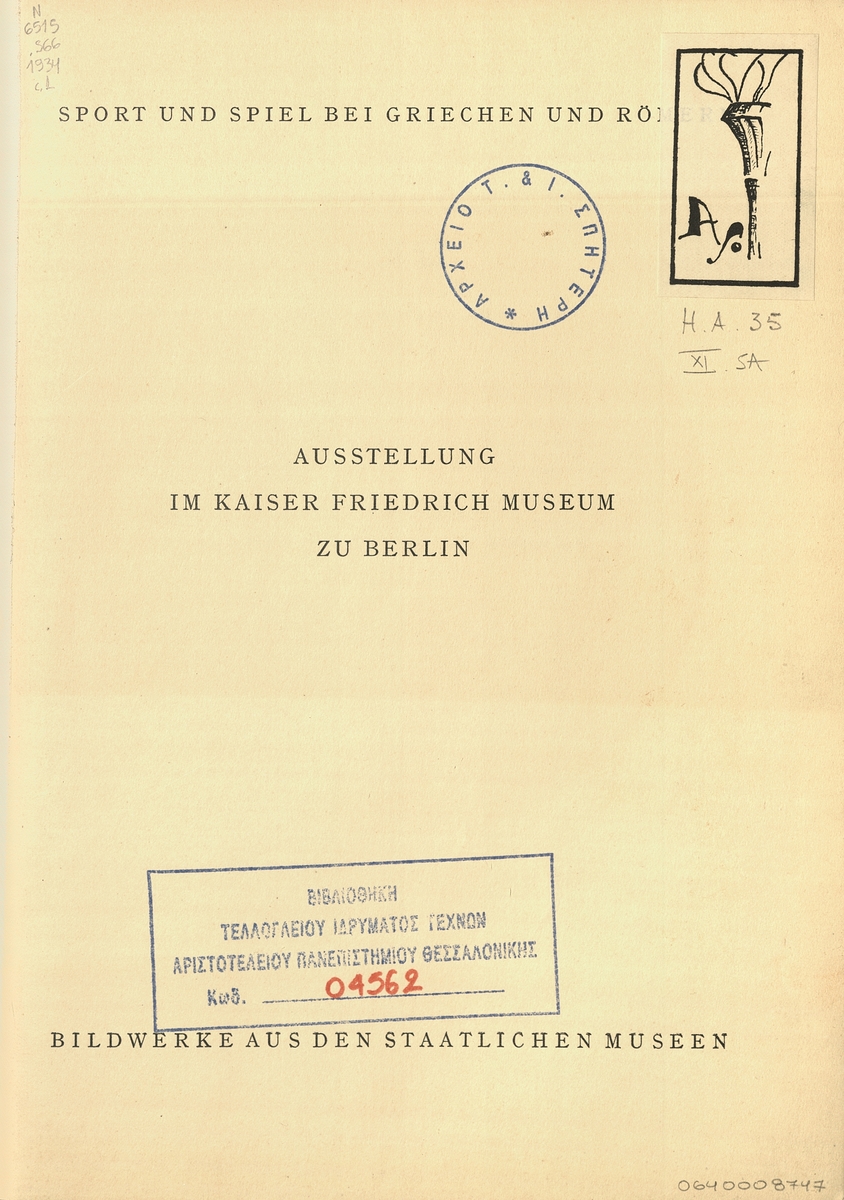 N
6515
.S66
1934
c.1
SPORT UND SPIEL BEI GRIECHEN UND RÖMER
ΑΡΧΕΙΟ Τ. & Ι. ΣΠΗΤΕΡΗ *
H.A. 35
XI. SA
AUSSTELLUNG
IM KAISER FRIEDRICH MUSEUM
ZU BERLIN
ΒΙΒΛΙΟΘΗΚΗ
ΤΕΛΛΟΓΛΕΙΟΥ ΙΔΡΥΜΑΤΟΣ ΤΕΧΝΩΝ
ΑΡΙΣΤΟΤΕΛΕΙΟΥ ΠΑΝΕΠΙΣΤΗΜΙΟΥ ΘΕΣΣΑΛΟΝΙΚΗΣ
Κωδ. 04562
BILDWERKE AUS DEN STAATLICHEN MUSEEN
0640008747